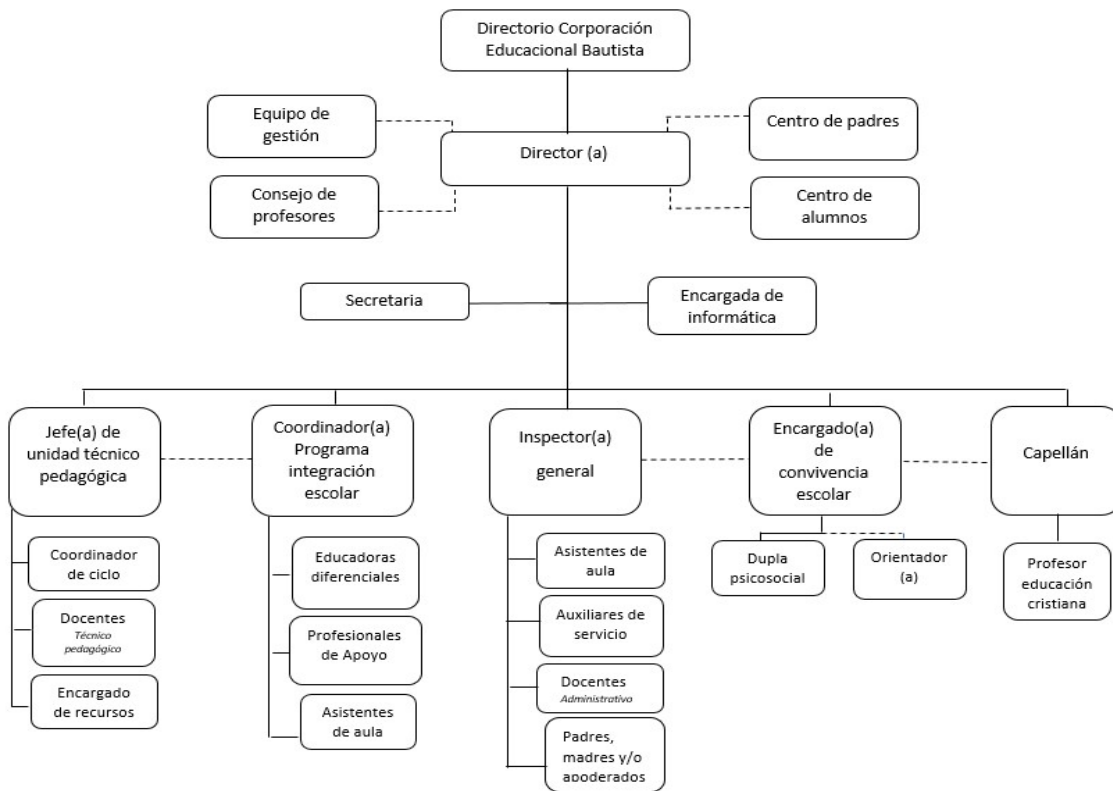 Directorio Corporación
Educacional Bautista
Equipo de
gestión
Centro de padres
Director (a)
Consejo de
profesores
Centro de
alumnos
Secretaria
Encargada de
informática
Jefe(a) de
unidad técnico
pedagógica
Coordinador(a)
Programa
integración
escolar
Inspector(a)
general
Encargado(a)
de
convivencia
escolar
Capellán
Coordinador
de ciclo
Docentes
Técnico
pedagógico
Encargado
de recursos
Educadoras
diferenciales
Profesionales
de Apoyo
Asistentes
de aula
Asistentes de
aula
Auxiliares de
servicio
Docentes
Administrativo
Padres,
madres y/o
apoderados
Dupla
psicosocial
Orientador
(a)
Profesor
educación
cristiana